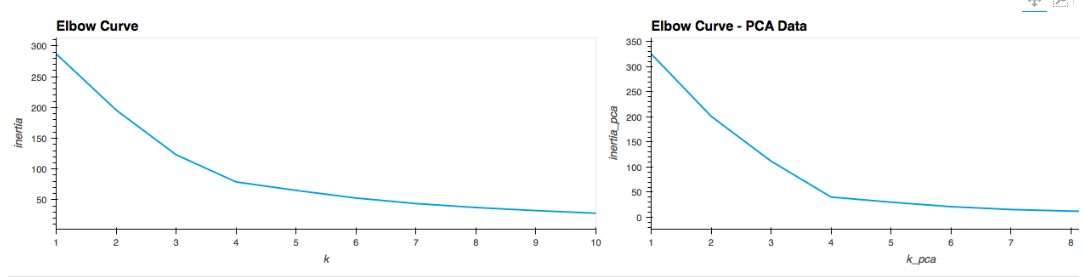 Elbow Curve
300
250
200
150
100
50
inertia
1 2 3 4 5 6 7 8 9 10
k
Elbow Curve - PCA Data
350
300
250
200
150
100
50
0
inertia_pca
1 2 3 4 5 6 7 8
k_pca